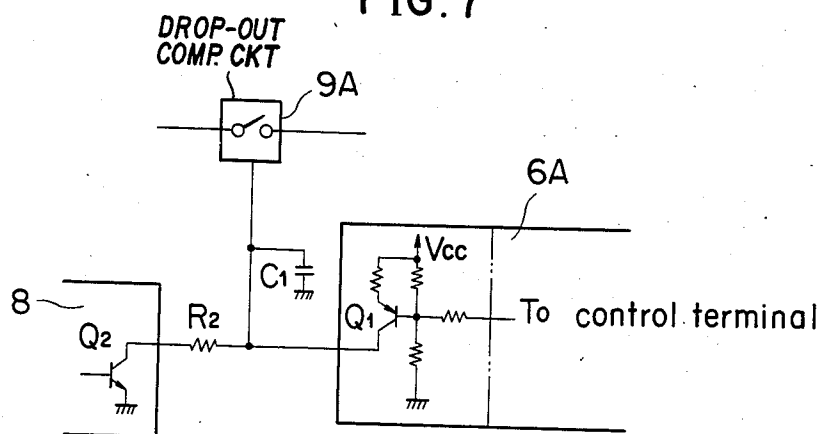 FIG. 7
DROP-OUT
COMP. CKT
9A
6A
Vcc
C1
8
Q2
R2
Q1
To control terminal